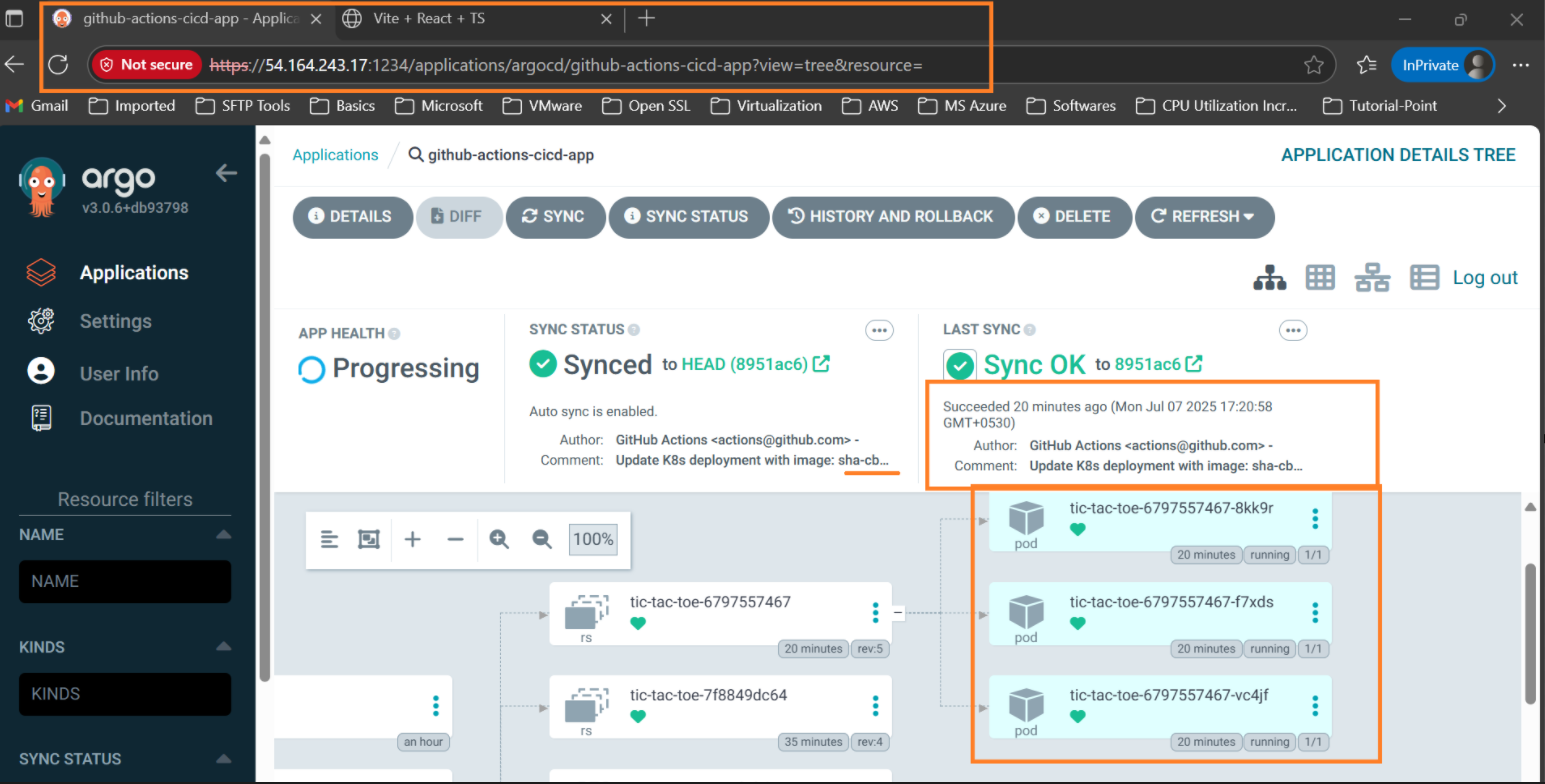 github-actions-cicd-app - Applica
Vite + React + TS
Not secure https://54.164.243.17:1234/applications/argocd/github-actions-cicd-app?view=tree&resource=
InPrivate
Gmail Imported SFTP Tools Basics Microsoft VMware Open SSL Virtualization AWS MS Azure Softwares CPU Utilization Incr... Tutorial-Point
argo
v3.0.6+db93798
Applications
Settings
User Info
Documentation
Resource filters
NAME
NAME
KINDS
KINDS
SYNC STATUS
Applications / github-actions-cicd-app
APPLICATION DETAILS TREE
DETAILS DIFF SYNC SYNC STATUS HISTORY AND ROLLBACK DELETE REFRESH
Log out
APP HEALTH
Progressing
SYNC STATUS
Synced to HEAD (8951ac6)
Auto sync is enabled.
Author: GitHub Actions <actions@github.com> -
Comment: Update K8s deployment with image: sha-cb...
LAST SYNC
Sync OK to 8951ac6
Succeeded 20 minutes ago (Mon Jul 07 2025 17:20:58
GMT+0530)
Author: GitHub Actions <actions@github.com> -
Comment: Update K8s deployment with image: sha-cb...
100%
an hour
tic-tac-toe-6797557467
rs
20 minutes rev:5
tic-tac-toe-7f8849dc64
rs
35 minutes rev:4
tic-tac-toe-6797557467-8kk9r
pod
20 minutes running 1/1
tic-tac-toe-6797557467-f7xds
pod
20 minutes running 1/1
tic-tac-toe-6797557467-vc4jf
pod
20 minutes running 1/1